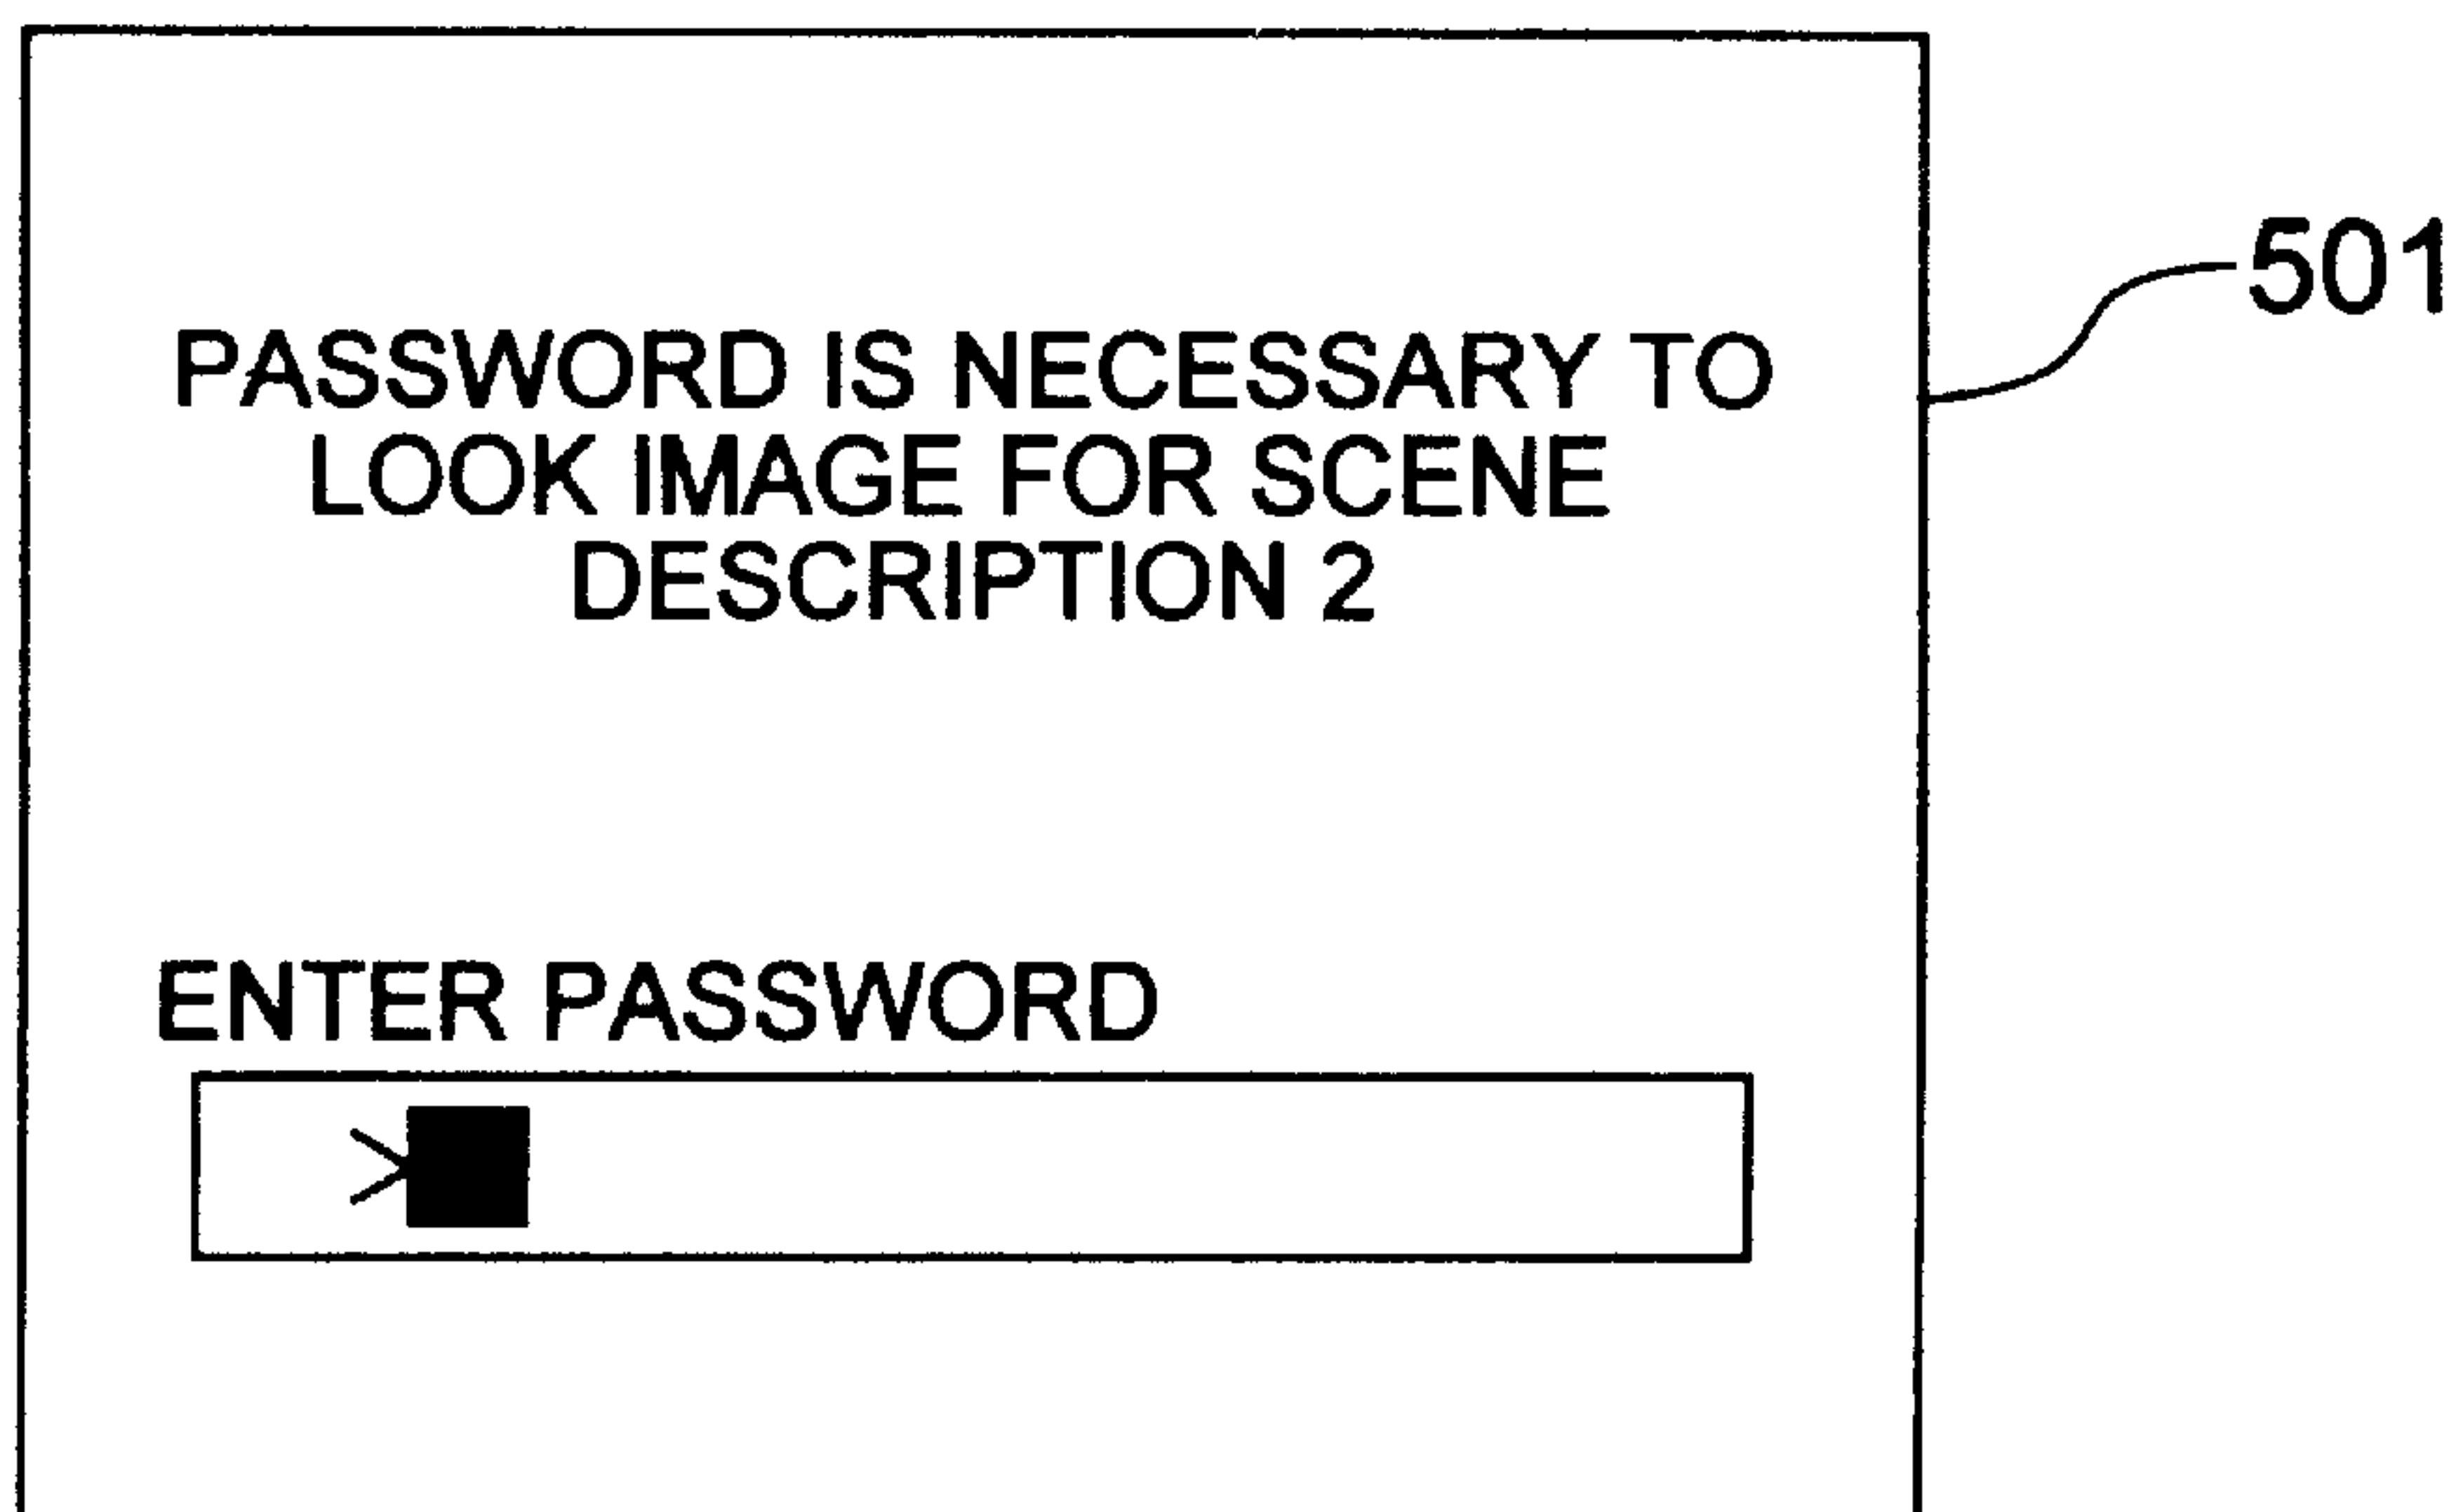 501
PASSWORD IS NECESSARY TO
LOOK IMAGE FOR SCENE
DESCRIPTION 2
ENTER PASSWORD
>